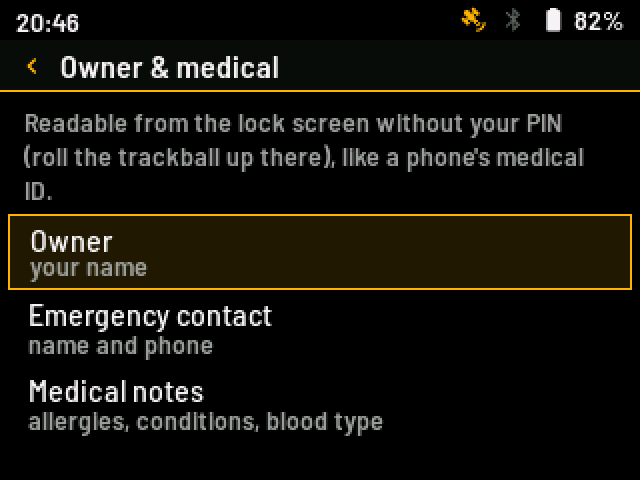 20:46
82%
Owner & medical
Readable from the lock screen without your PIN
(roll the trackball up there), like a phone's medical
ID.
Owner
your name
Emergency contact
name and phone
Medical notes
allergies, conditions, blood type